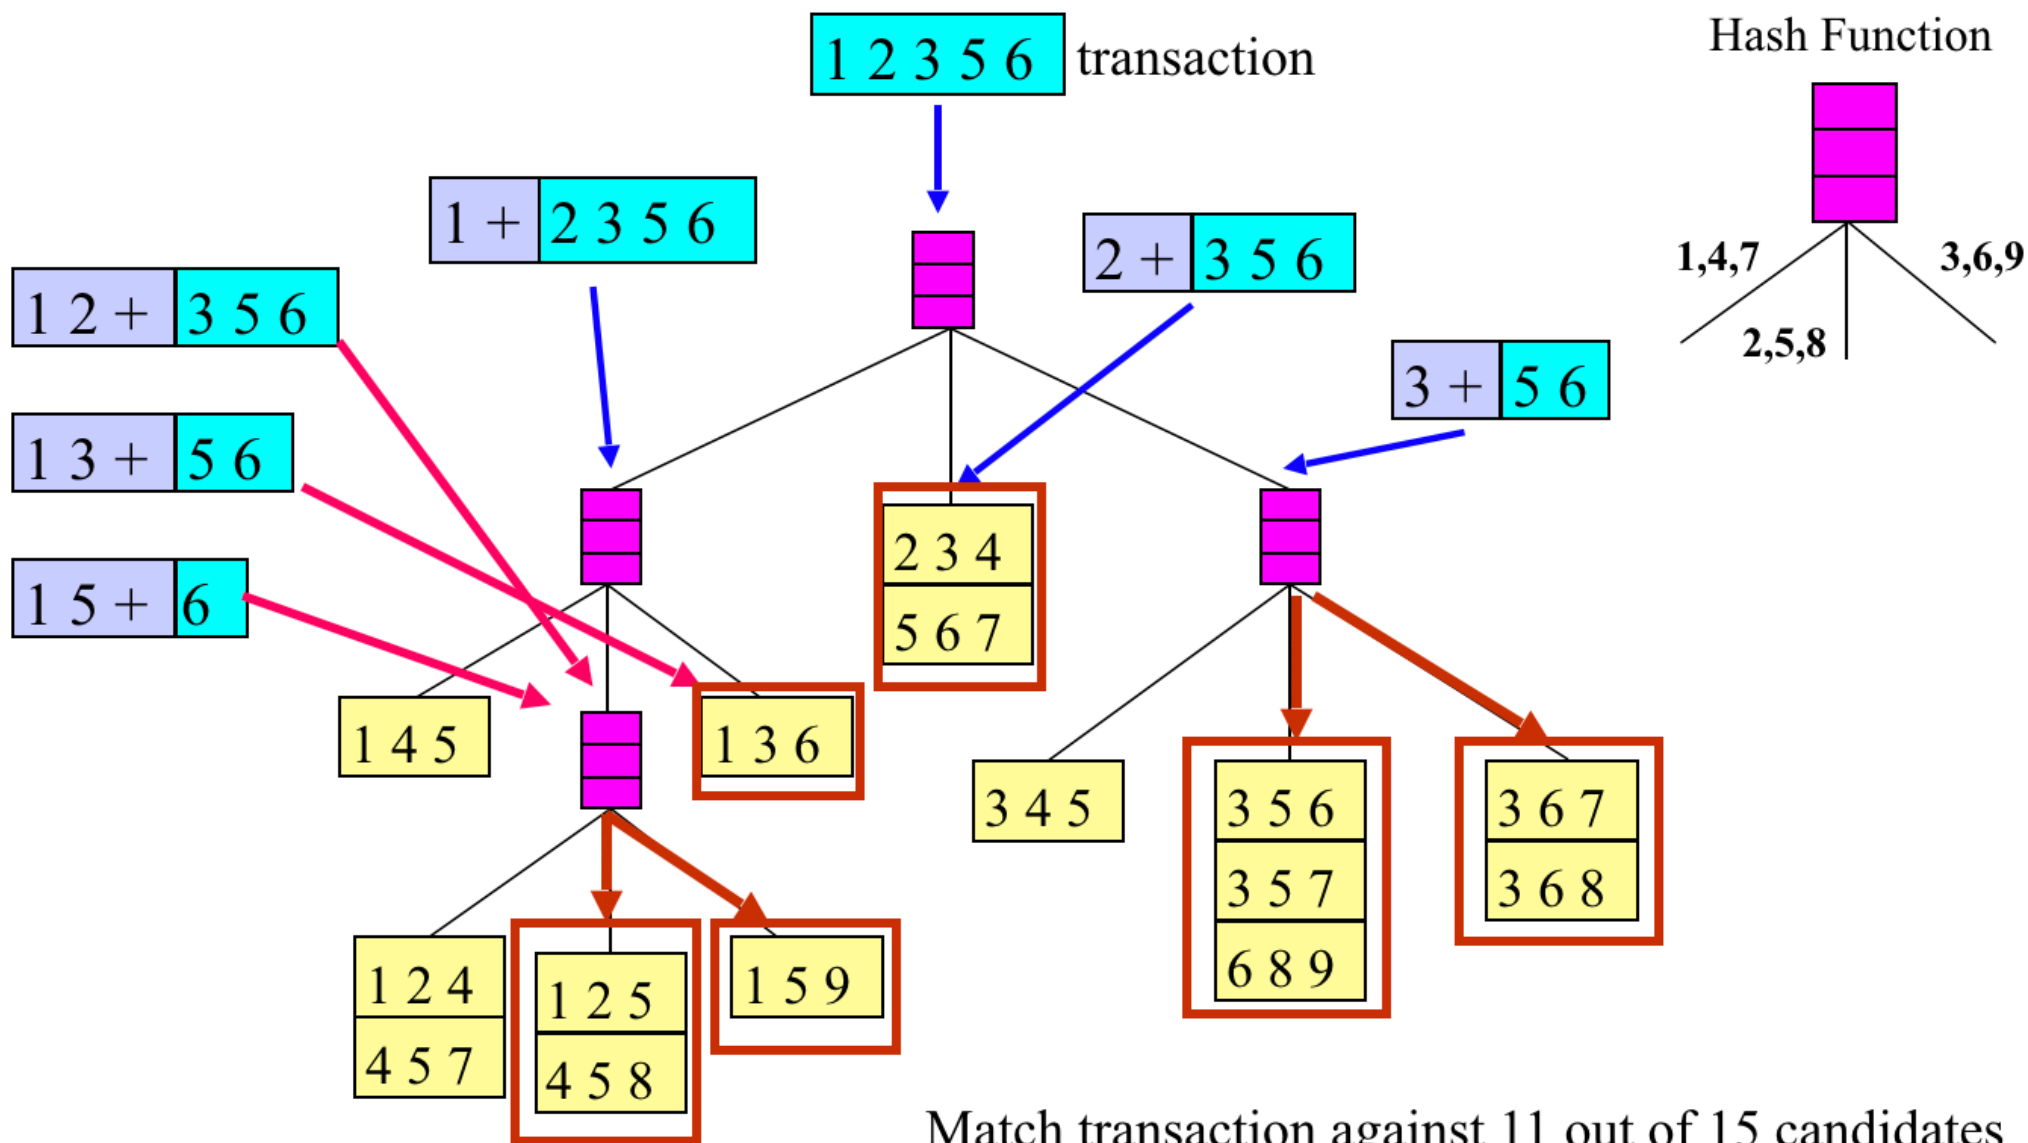 1 2 3 5 6 transaction
Hash Function
1 + 2 3 5 6
2 + 3 5 6
1,4,7
3,6,9
2,5,8
1 2 + 3 5 6
3 + 5 6
1 3 + 5 6
1 5 + 6
2 3 4
5 6 7
1 4 5
1 3 6
3 4 5
3 5 6
3 5 7
6 8 9
3 6 7
3 6 8
1 2 4
4 5 7
1 2 5
4 5 8
1 5 9
Match transaction against 11 out of 15 candidates